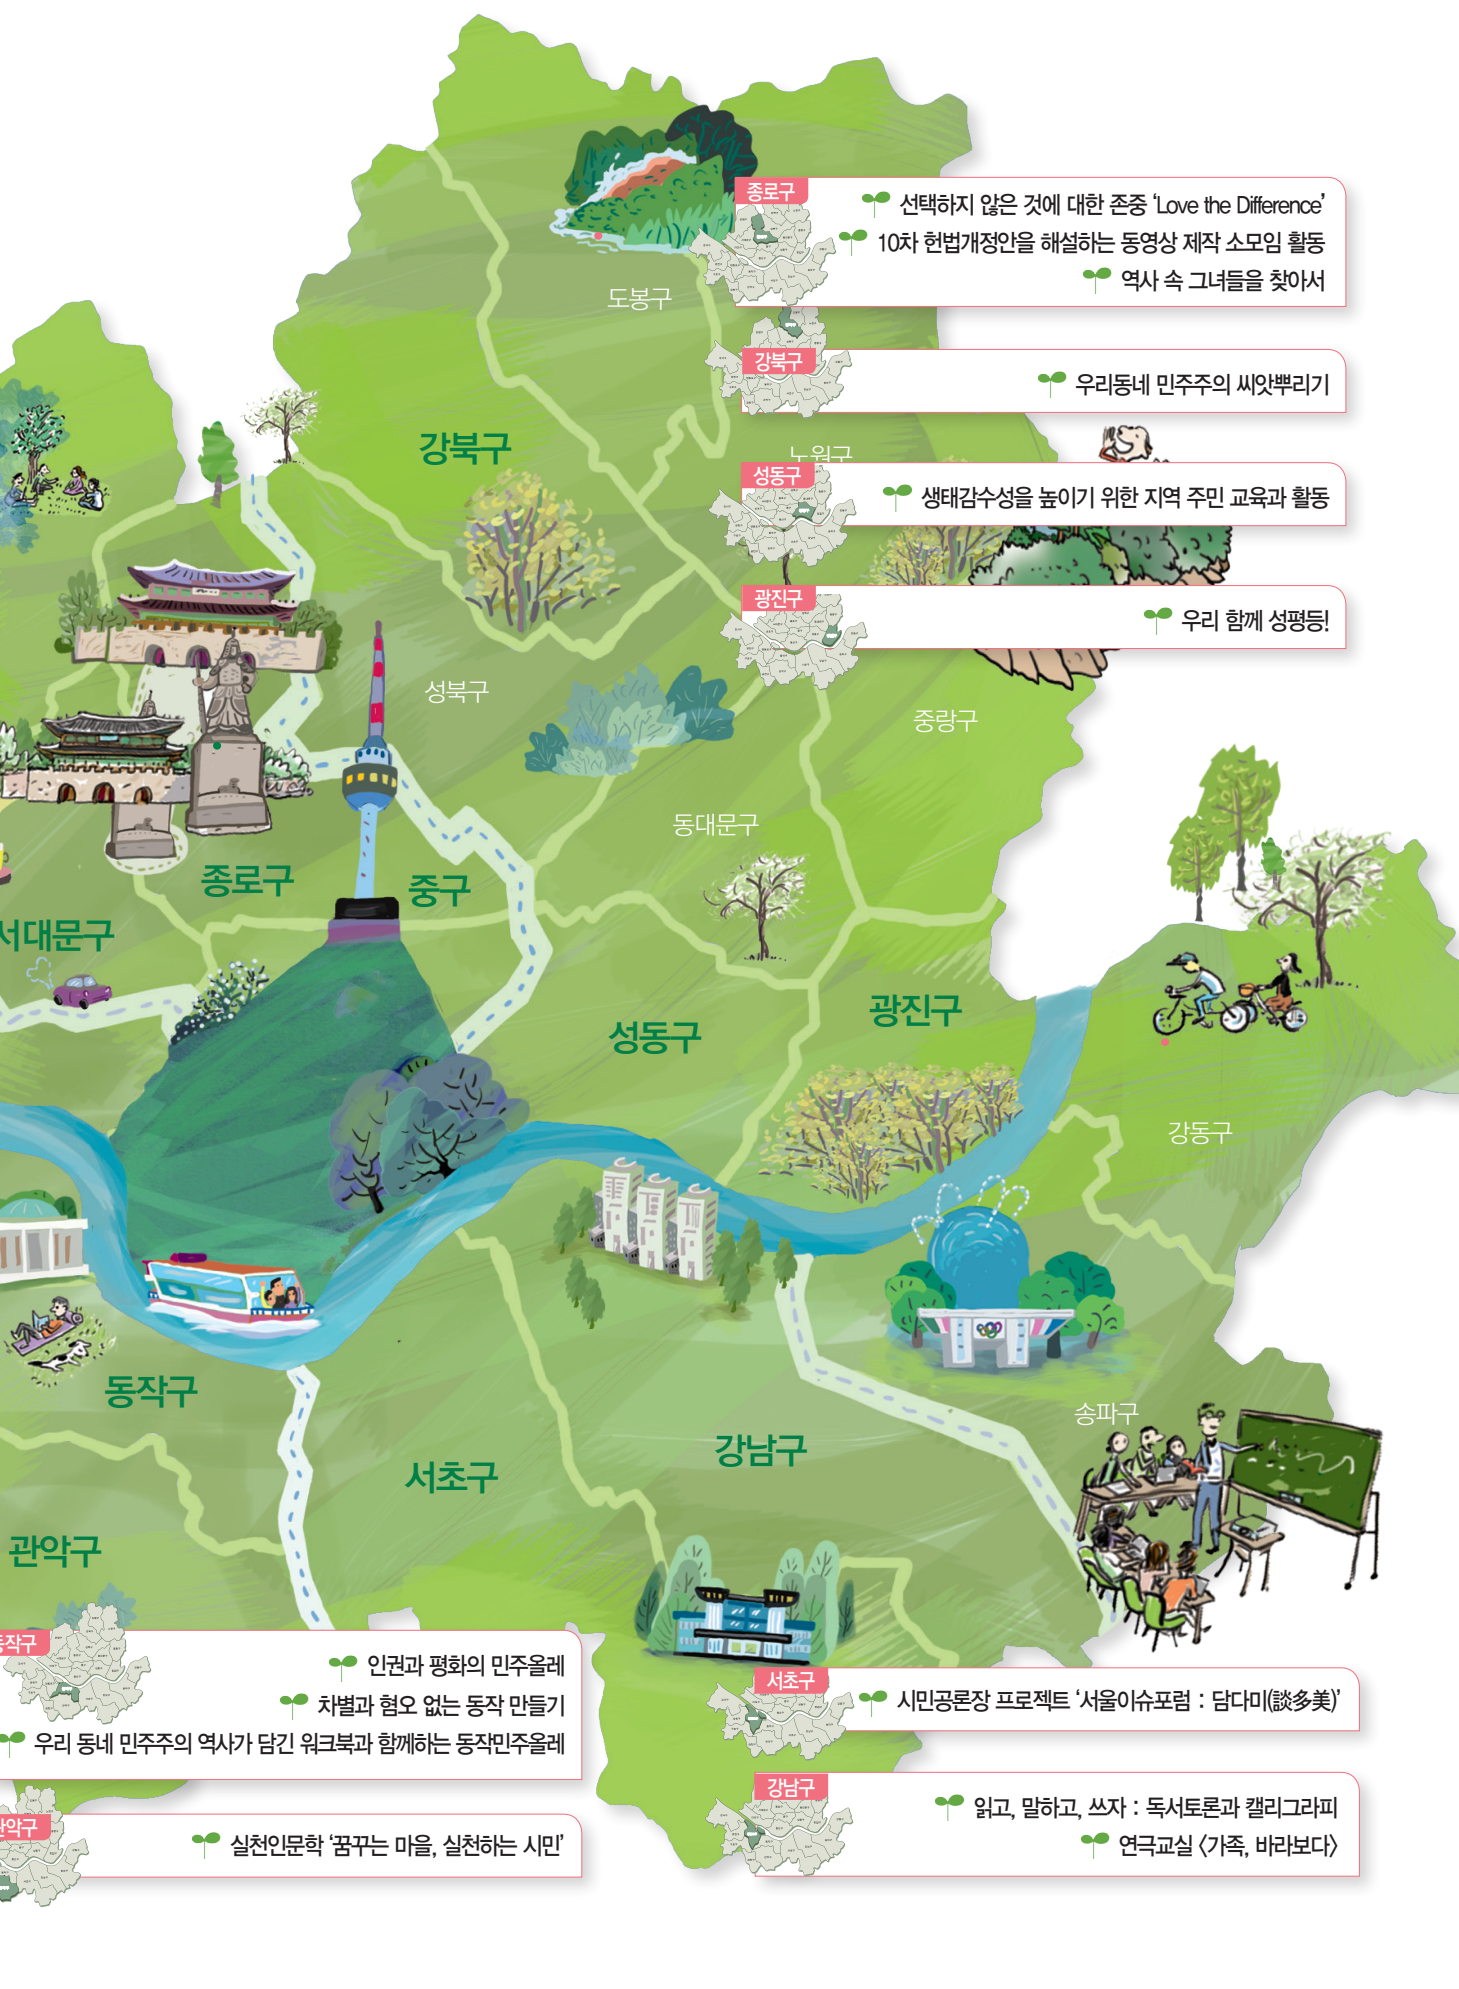 종로구
선택하지 않은 것에 대한 존중 ‘Love the Difference’
10차 헌법개정안을 해설하는 동영상 제작 소모임 활동
역사 속 그녀들을 찾아서
도봉구
강북구
우리동네 민주주의 씨앗뿌리기
강북구
노원구
성동구
생태감수성을 높이기 위한 지역 주민 교육과 활동
광진구
우리 함께 성평등!
성북구
중랑구
동대문구
종로구
중구
서대문구
광진구
성동구
강동구
동작구
송파구
강남구
서초구
관악구
동작구
인권과 평화의 민주올레
차별과 혐오 없는 동작 만들기
우리 동네 민주주의 역사가 담긴 워크북과 함께하는 동작민주올레
서초구
시민공론장 프로젝트 ‘서울이슈포럼 : 담다미(談多美)’
강남구
읽고, 말하고, 쓰자 : 독서토론과 캘리그라피
연극교실 〈가족, 바라보다〉
관악구
실천인문학 ‘꿈꾸는 마을, 실천하는 시민’